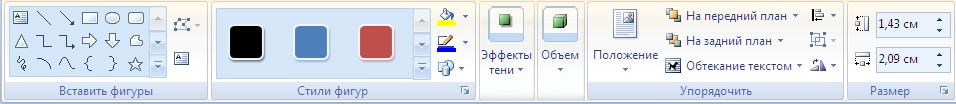 На передний план
1,43 см
На задний план
Эффекты тени
Объем
Положение
Обтекание текстом
2,09 см
Вставить фигуры
Стили фигур
Упорядочить
Размер